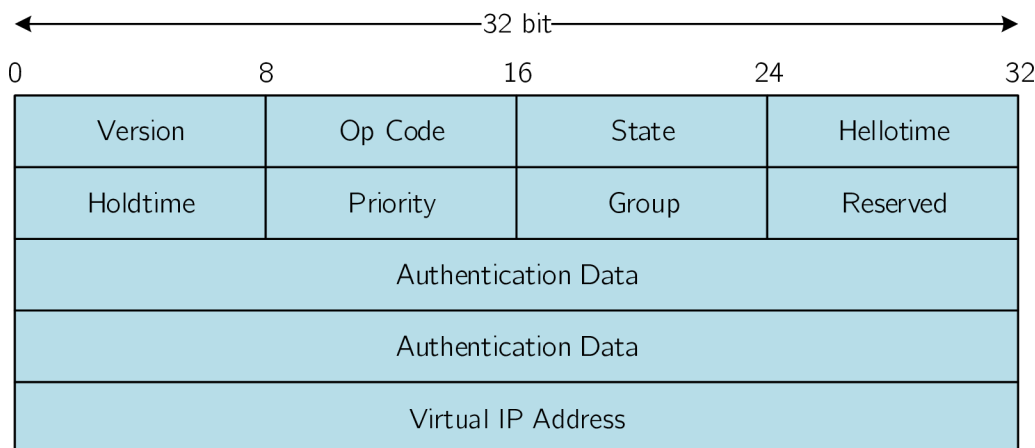 32 bit
0 8 16 24 32
Version Op Code State Hellotime
Holdtime Priority Group Reserved
Authentication Data
Authentication Data
Virtual IP Address